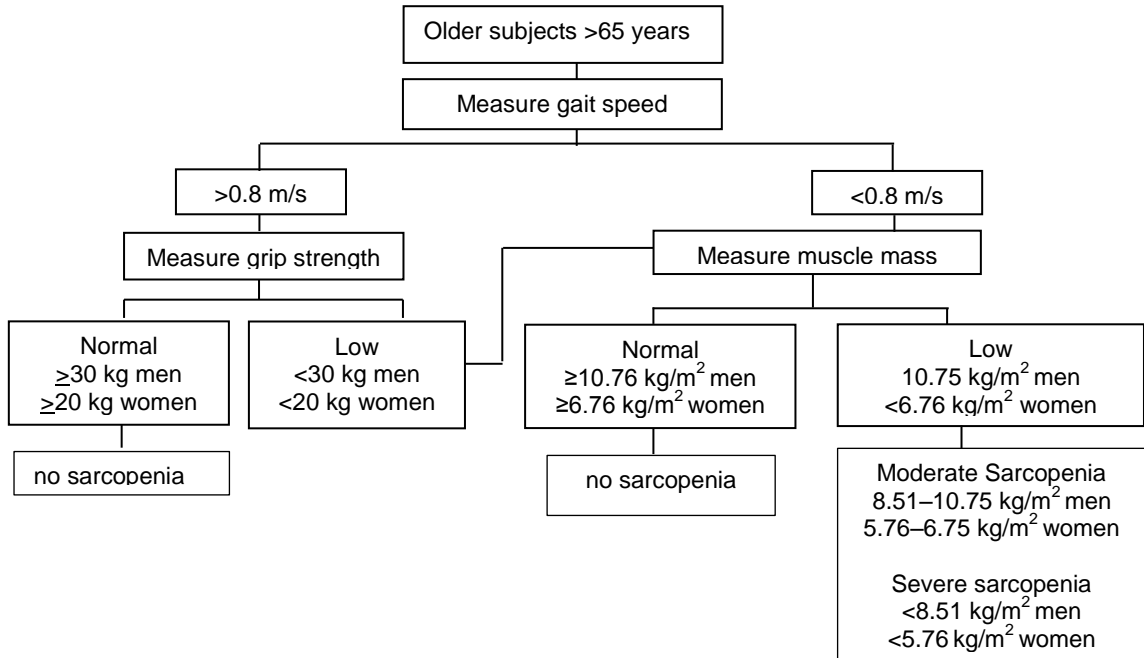 Older subjects >65 years
Measure gait speed
>0.8 m/s
<0.8 m/s
Measure grip strength
Measure muscle mass
Normal
≥30 kg men
≥20 kg women
Low
<30 kg men
<20 kg women
Normal
≥10.76 kg/m² men
≥6.76 kg/m² women
Low
10.75 kg/m² men
<6.76 kg/m² women
no sarcopenia
no sarcopenia
Moderate Sarcopenia
8.51–10.75 kg/m² men
5.76–6.75 kg/m² women
Severe sarcopenia
<8.51 kg/m² men
<5.76 kg/m² women